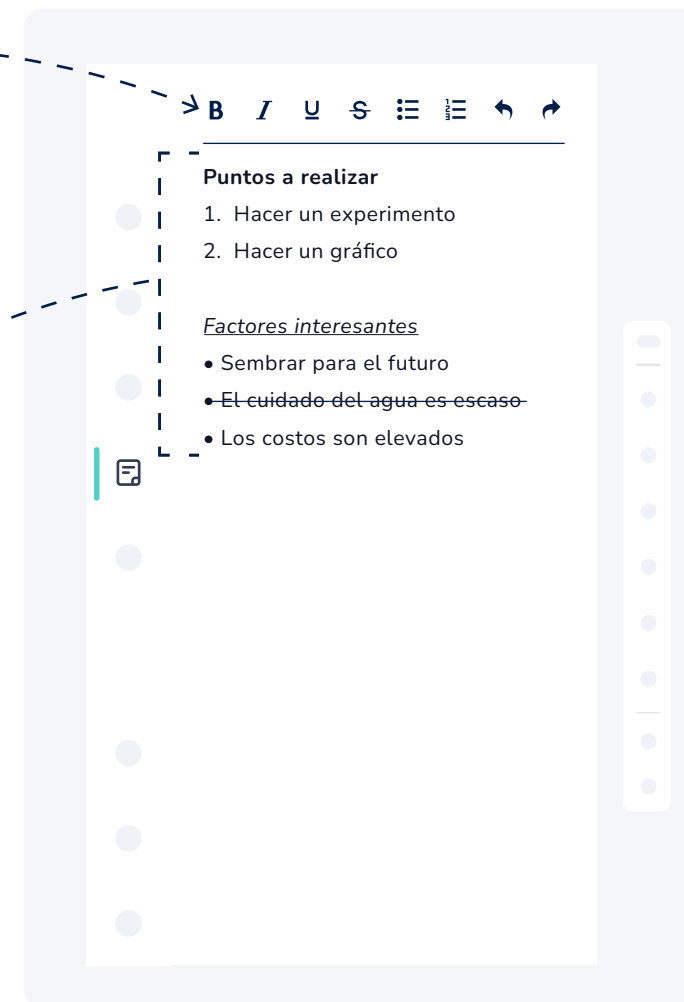 B I U S
Puntos a realizar
1. Hacer un experimento
2. Hacer un gráfico
Factores interesantes
• Sembrar para el futuro
• El cuidado del agua es escaso
• Los costos son elevados